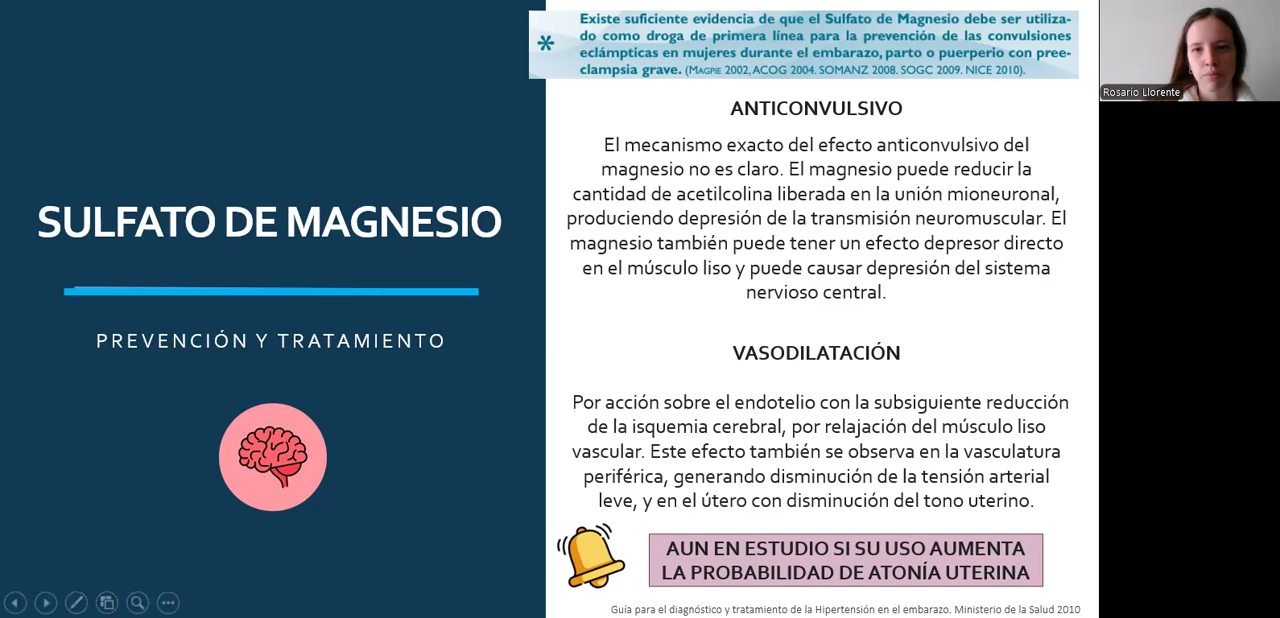 SULFATO DE MAGNESIO
PREVENCIÓN Y TRATAMIENTO
* Existe suficiente evidencia de que el Sulfato de Magnesio debe ser utiliza-
do como droga de primera línea para la prevención de las convulsiones
eclámpticas en mujeres durante el embarazo, parto o puerperio con pree-
clampsia grave. (MAGPIE 2002, ACOG 2004. SOMANZ 2008. SOGC 2009. NICE 2010).
ANTICONVULSIVO
El mecanismo exacto del efecto anticonvulsivo del
magnesio no es claro. El magnesio puede reducir la
cantidad de acetilcolina liberada en la unión mioneuronal,
produciendo depresión de la transmisión neuromuscular. El
magnesio también puede tener un efecto depresor directo
en el músculo liso y puede causar depresión del sistema
nervioso central.
VASODILATACIÓN
Por acción sobre el endotelio con la subsiguiente reducción
de la isquemia cerebral, por relajación del músculo liso
vascular. Este efecto también se observa en la vasculatura
periférica, generando disminución de la tensión arterial
leve, y en el útero con disminución del tono uterino.
AUN EN ESTUDIO SI SU USO AUMENTA
LA PROBABILIDAD DE ATONÍA UTERINA
Guía para el diagnóstico y tratamiento de la Hipertensión en el embarazo. Ministerio de la Salud 2010
Rosario Llorente